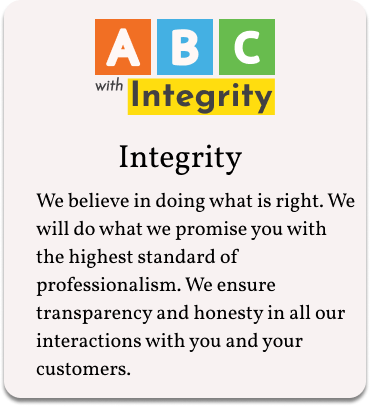 A B C
with Integrity
Integrity
We believe in doing what is right. We
will do what we promise you with
the highest standard of
professionalism. We ensure
transparency and honesty in all our
interactions with you and your
customers.